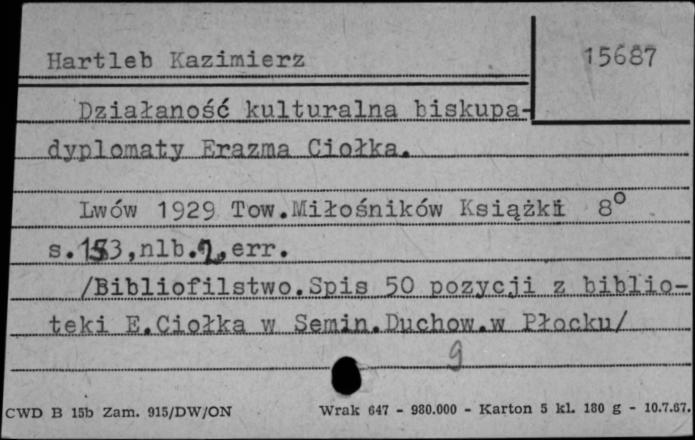 Hartleb Kazimierz 15687
Działaność kulturalna biskupa-
dyplomaty Erazma Ciołka.
Lwów 1929 Tow.Miłośników Książki 8°
s.153,nlb.2,err.
/Bibliofilstwo.Spis 50 pozycji z biblio-
teki E.Ciołka w Semin.Duchow.w Płocku/
9
CWD B 15b Zam. 915/DW/ON Wrak 647 - 980.000 - Karton 5 kl. 180 g - 10.7.67.